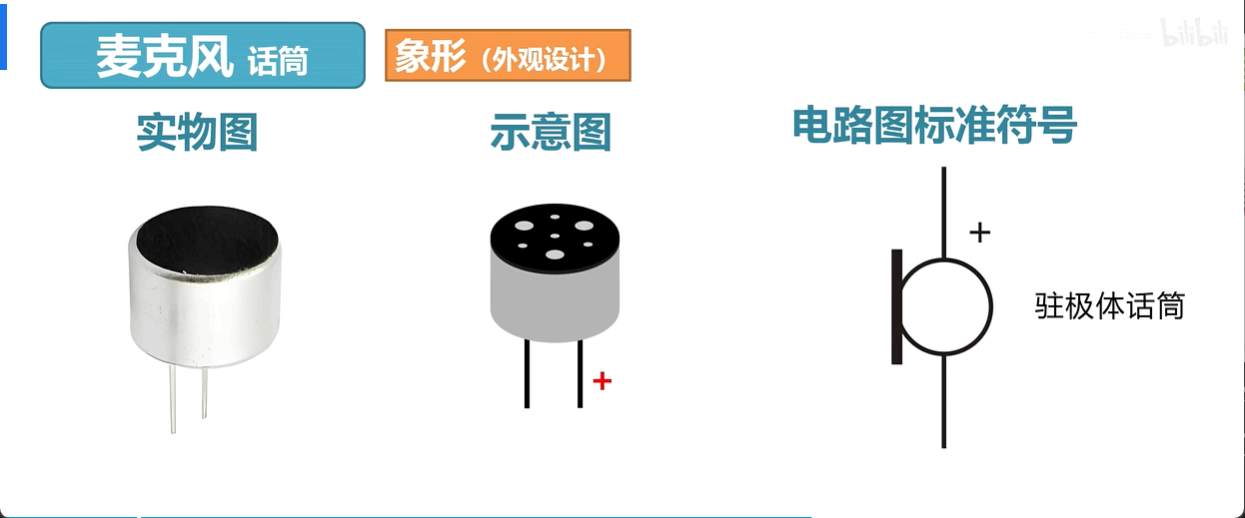 麦克风 话筒
象形（外观设计）
bilibili
实物图
示意图
电路图标准符号
+
驻极体话筒
+